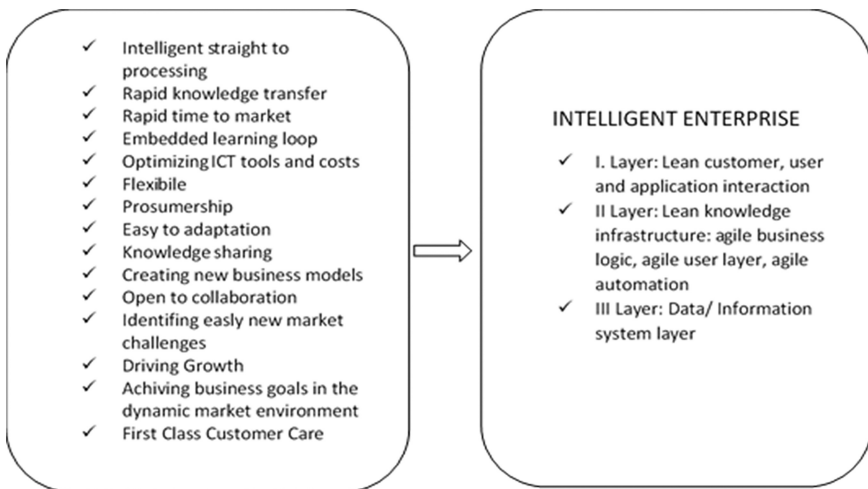 Intelligent straight to
processing
Rapid knowledge transfer
Rapid time to market
Embedded learning loop
Optimizing ICT tools and costs
Flexibile
Prosumership
Easy to adaptation
Knowledge sharing
Creating new business models
Open to collaboration
Identifing easly new market
challenges
Driving Growth
Achiving business goals in the
dynamic market environment
First Class Customer Care
INTELLIGENT ENTERPRISE
I. Layer: Lean customer, user
and application interaction
II Layer: Lean knowledge
infrastructure: agile business
logic, agile user layer, agile
automation
III Layer: Data/ Information
system layer